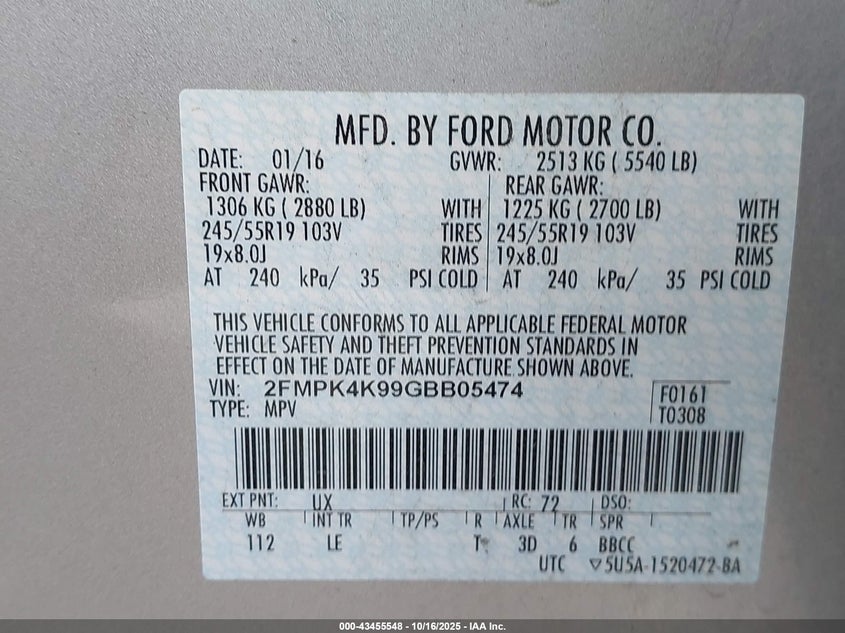 MFD. BY FORD MOTOR CO.
DATE: 01/16 GVWR: 2513 KG ( 5540 LB)
FRONT GAWR: REAR GAWR:
1306 KG ( 2880 LB) WITH 1225 KG ( 2700 LB) WITH
245/55R19 103V TIRES 245/55R19 103V TIRES
19x8.0J RIMS 19x8.0J RIMS
AT 240 kPa/ 35 PSI COLD AT 240 kPa/ 35 PSI COLD
THIS VEHICLE CONFORMS TO ALL APPLICABLE FEDERAL MOTOR
VEHICLE SAFETY AND THEFT PREVENTION STANDARDS IN
EFFECT ON THE DATE OF MANUFACTURE SHOWN ABOVE.
VIN: 2FMPK4K99GBB05474 F0161
TYPE: MPV T0308
EXT PNT: UX RC: 72 DSO:
WB INT TR TP/PS R AXLE TR SPR
112 LE T 3D 6 BBCC
UTC ▽5U5A-1520472-BA
000-43455548 - 10/16/2025 - IAA Inc.